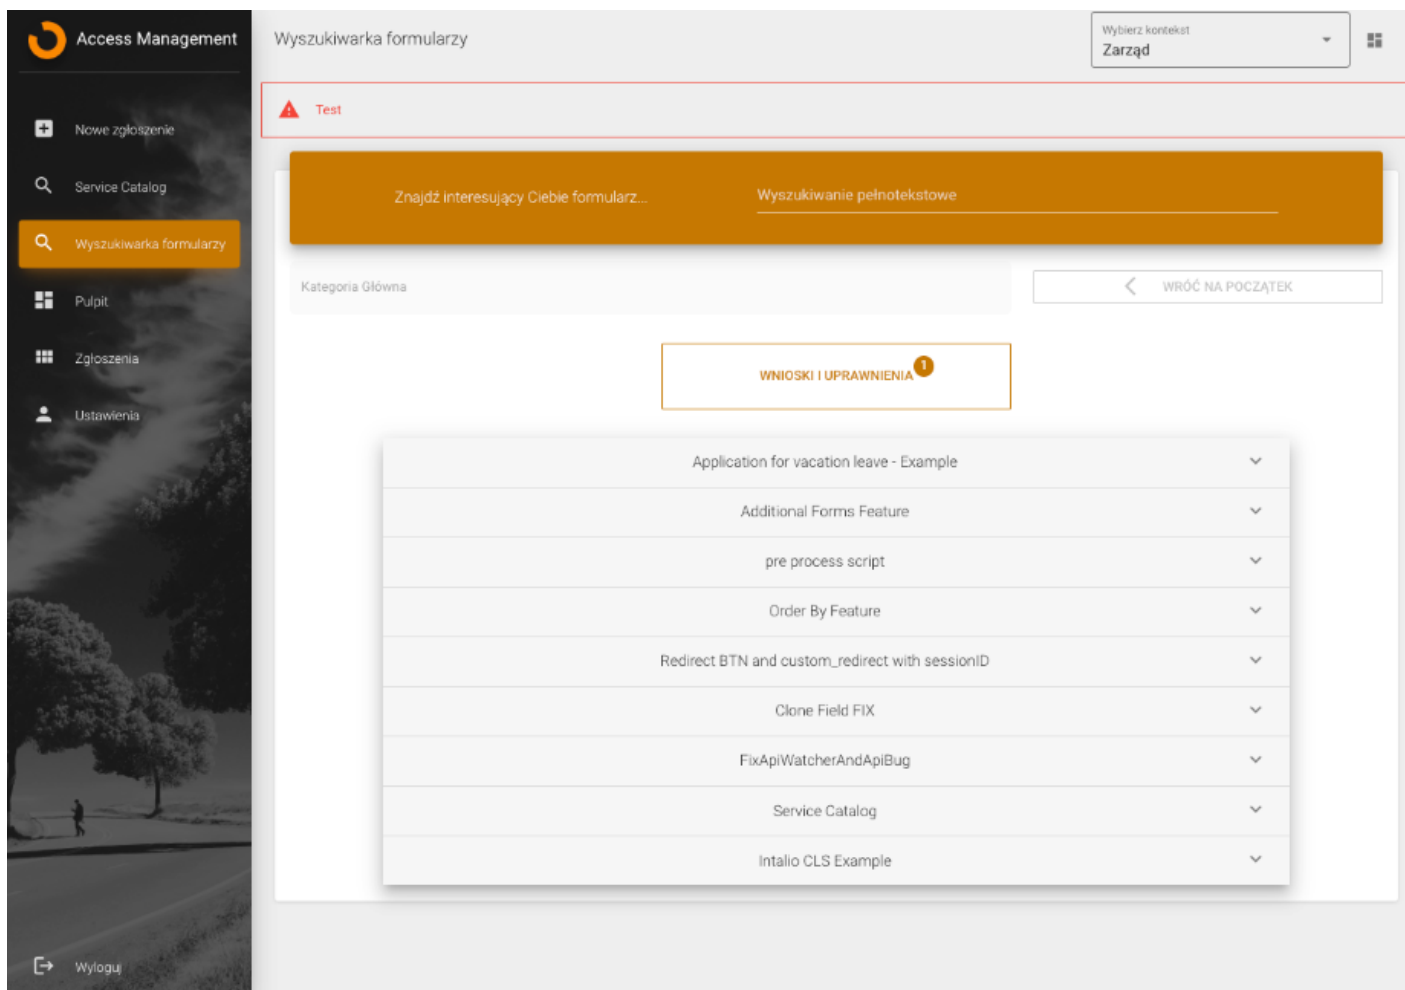 Access Management
Wyszukiwarka formularzy
Wybierz kontekst
Zarząd
Test
Nowe zgłoszenie
Service Catalog
Wyszukiwarka formularzy
Pulpit
Zgłoszenia
Ustawienia
Wyloguj
Znajdź interesujący Ciebie formularz...
Wyszukiwanie pełnotekstowe
Kategoria Główna
WRÓĆ NA POCZĄTEK
WNIOSKI I UPRAWNIENIA 1
Application for vacation leave - Example
Additional Forms Feature
pre process script
Order By Feature
Redirect BTN and custom_redirect with sessionID
Clone Field FIX
FixApiWatcherAndApiBug
Service Catalog
Intalio CLS Example